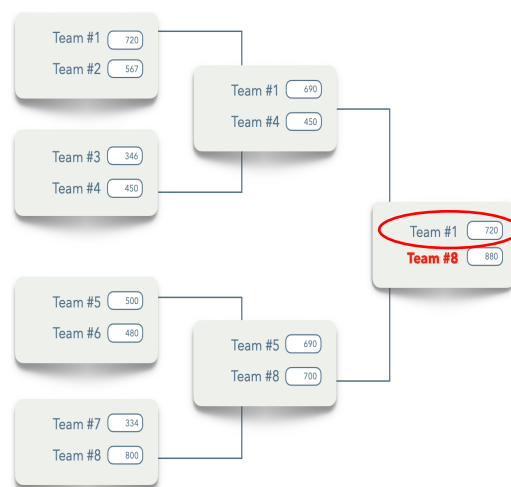 Team #1 720
Team #2 567
Team #3 346
Team #4 450
Team #5 500
Team #6 480
Team #7 334
Team #8 800
Team #1 690
Team #4 450
Team #5 690
Team #8 700
Team #1 720
Team #8 880